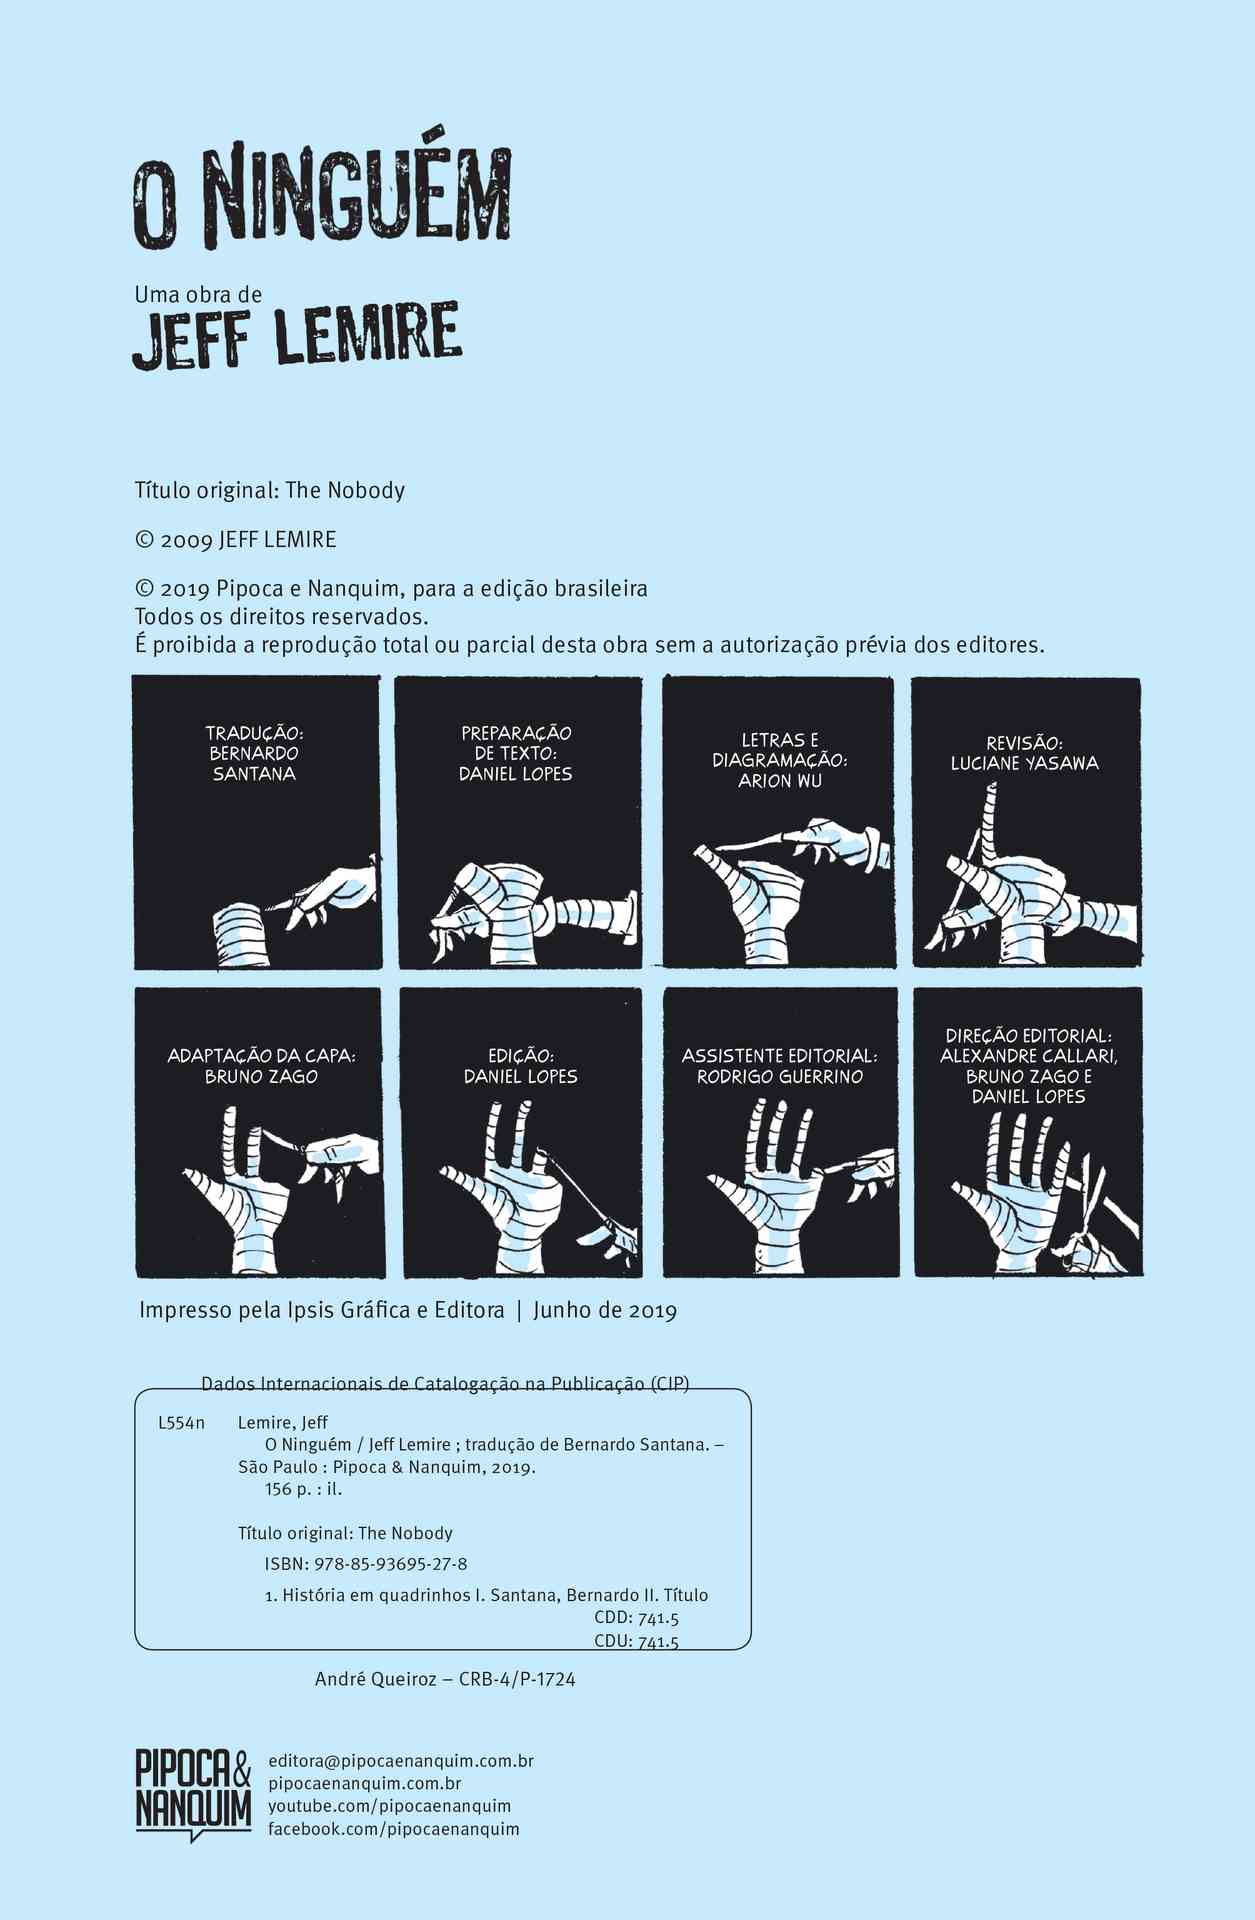 O NINGUÉM
Uma obra de
JEFF LEMIRE
Título original: The Nobody
© 2009 JEFF LEMIRE
© 2019 Pipoca e Nanquim, para a edição brasileira
Todos os direitos reservados.
É proibida a reprodução total ou parcial desta obra sem a autorização prévia dos editores.
TRADUÇÃO:
BERNARDO
SANTANA
PREPARAÇÃO
DE TEXTO:
DANIEL LOPES
LETRAS E
DIAGRAMAÇÃO:
ARION WU
REVISÃO:
LUCIANE YASAWA
ADAPTAÇÃO DA CAPA:
BRUNO ZAGO
EDIÇÃO:
DANIEL LOPES
ASSISTENTE EDITORIAL:
RODRIGO GUERRINO
DIREÇÃO EDITORIAL:
ALEXANDRE CALLARI,
BRUNO ZAGO E
DANIEL LOPES
Impresso pela Ipsis Gráfica e Editora | Junho de 2019
Dados Internacionais de Catalogação na Publicação (CIP)
L554n Lemire, Jeff
O Ninguém / Jeff Lemire ; tradução de Bernardo Santana. –
São Paulo : Pipoca & Nanquim, 2019.
156 p. : il.
Título original: The Nobody
ISBN: 978-85-93695-27-8
1. História em quadrinhos I. Santana, Bernardo II. Título
CDD: 741.5
CDU: 741.5
André Queiroz – CRB-4/P-1724
PIPOCA &
NANQUIM
editora@pipocaenanquim.com.br
pipocaenanquim.com.br
youtube.com/pipocaenanquim
facebook.com/pipocaenanquim